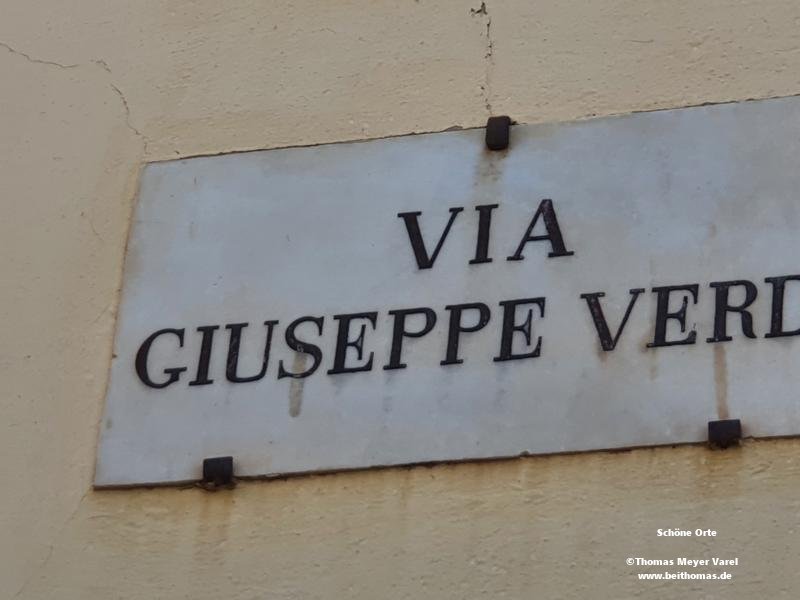 VIA
GIUSEPPE VERD
Schöne Orte
©Thomas Meyer Varel
www.beithomas.de